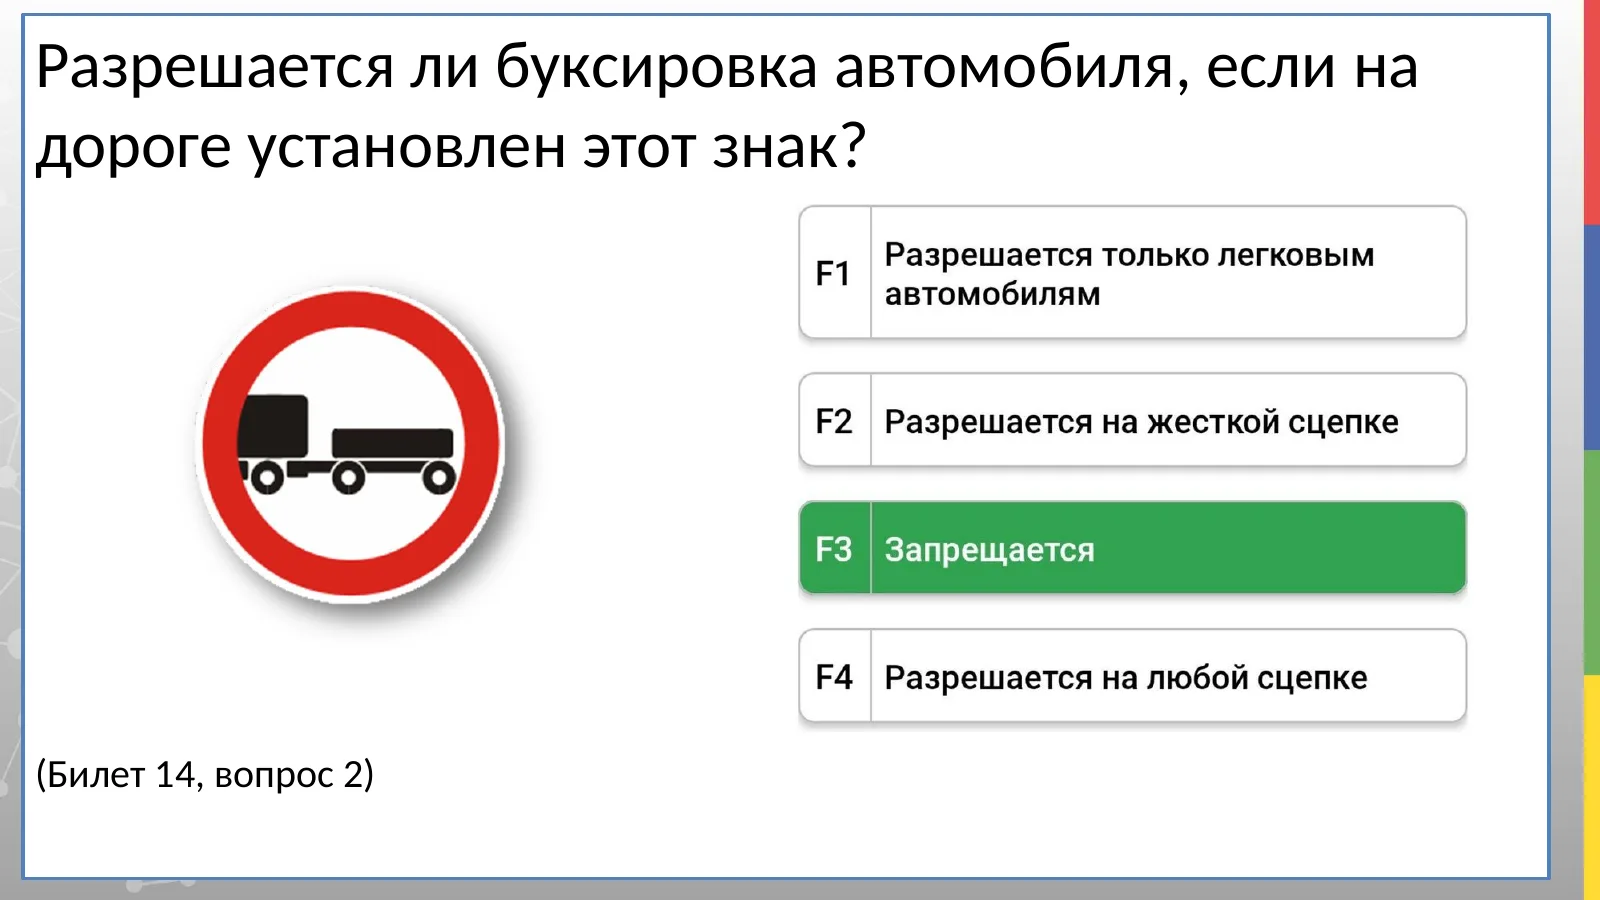 Разрешается ли буксировка автомобиля, если на
дороге установлен этот знак?
F1 Разрешается только легковым
автомобилям
F2 Разрешается на жесткой сцепке
F3 Запрещается
F4 Разрешается на любой сцепке
(Билет 14, вопрос 2)